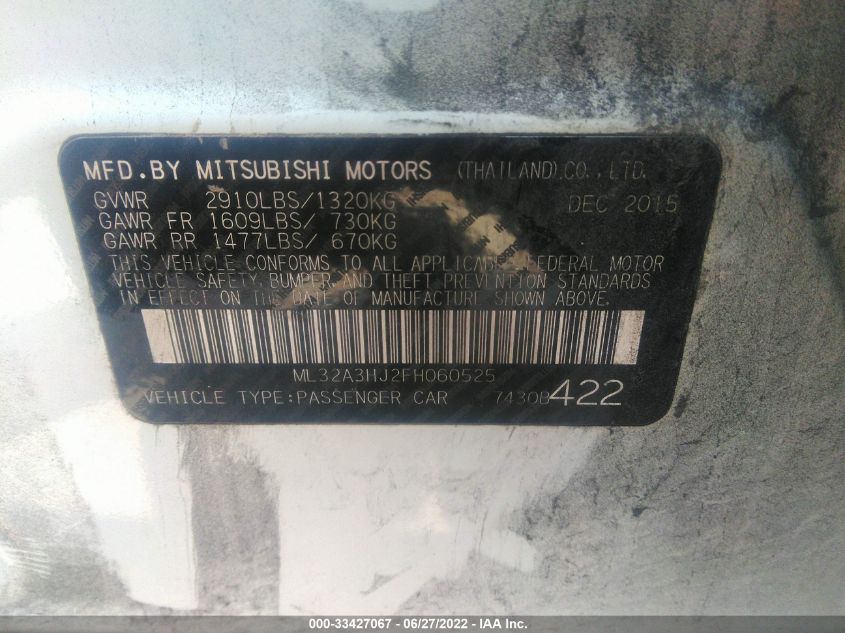 MFD.BY MITSUBISHI MOTORS (THAILAND).CO.,LTD.
GVWR 2910LBS/1320KG DEC 2015
GAWR FR 1609LBS/ 730KG
GAWR RR 1477LBS/ 670KG
THIS VEHICLE CONFORMS TO ALL APPLICABLE FEDERAL MOTOR
VEHICLE SAFETY, BUMPER AND THEFT PREVENTION STANDARDS
IN EFFECT ON THE DATE OF MANUFACTURE SHOWN ABOVE.
ML32A3HJ2FH060525
VEHICLE TYPE:PASSENGER CAR 7430B422
000-33427067 - 06/27/2022 - IAA Inc.